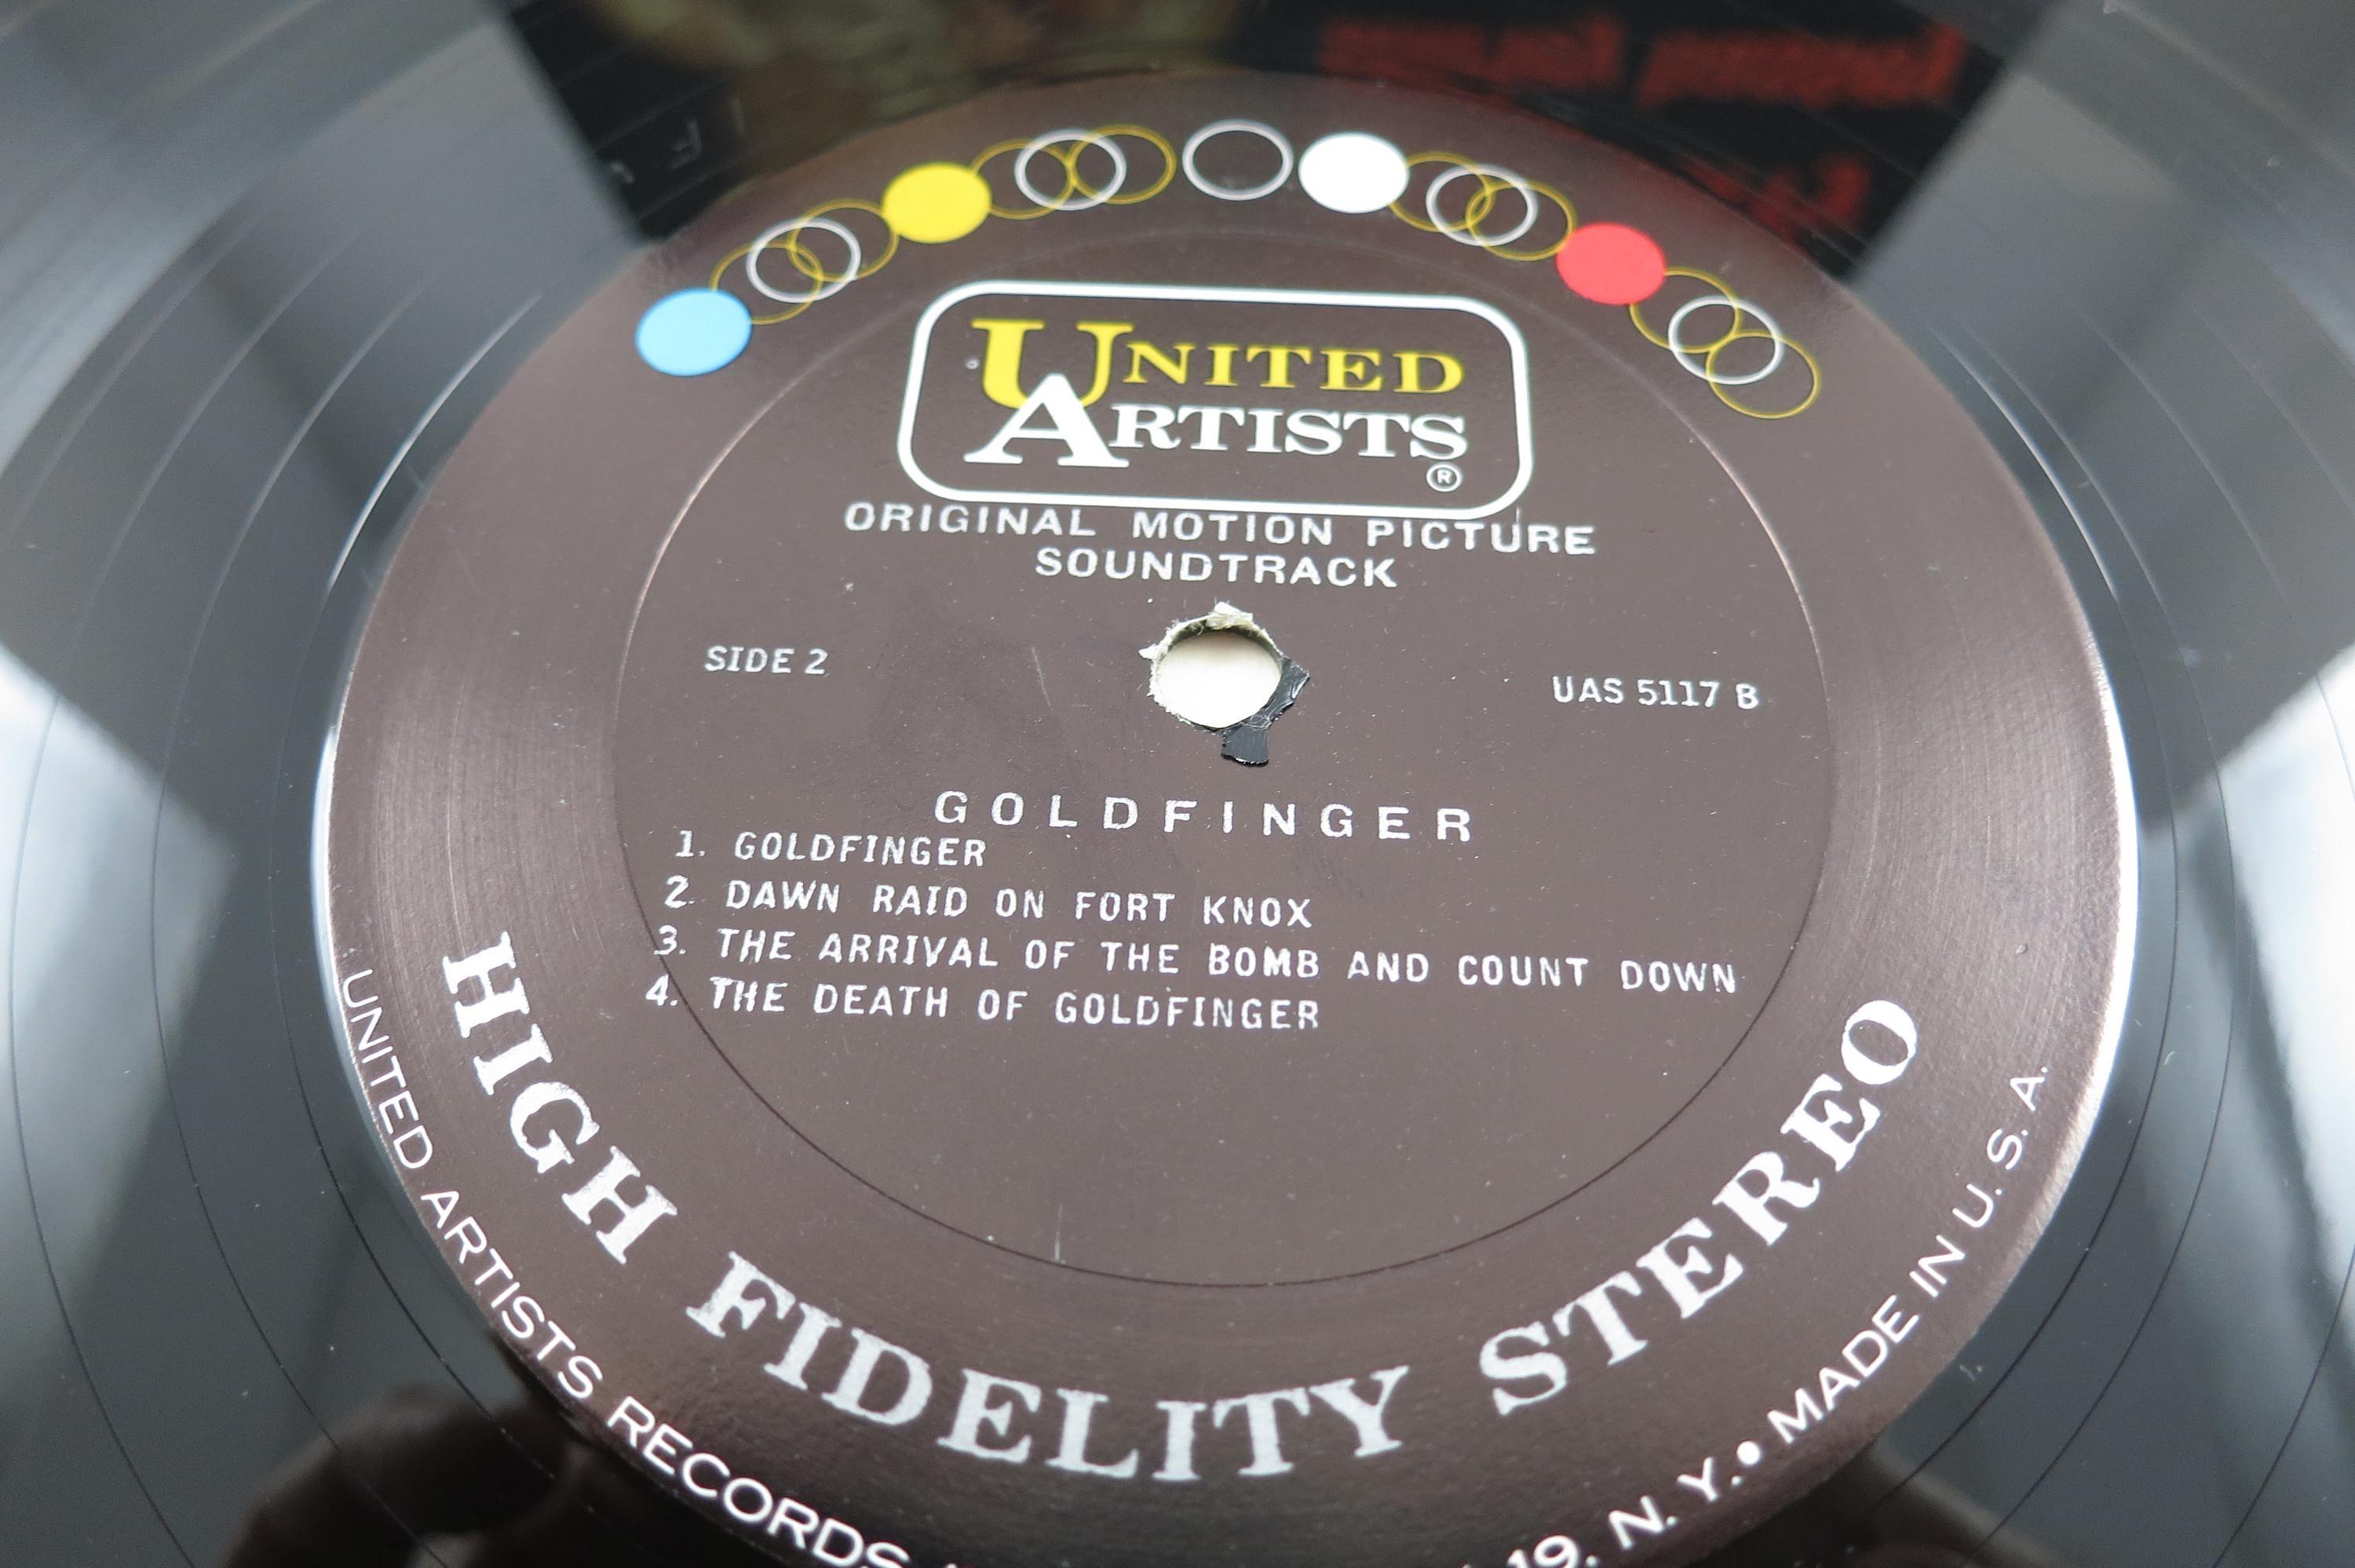 UNITED
ARTISTS
®
ORIGINAL MOTION PICTURE
SOUNDTRACK
SIDE 2
UAS 5117 B
GOLDFINGER
1. GOLDFINGER
2. DAWN RAID ON FORT KNOX
3. THE ARRIVAL OF THE BOMB AND COUNT DOWN
4. THE DEATH OF GOLDFINGER
HIGH FIDELITY STEREO
UNITED ARTISTS RECORDS
19, N. Y. • MADE IN U. S. A.